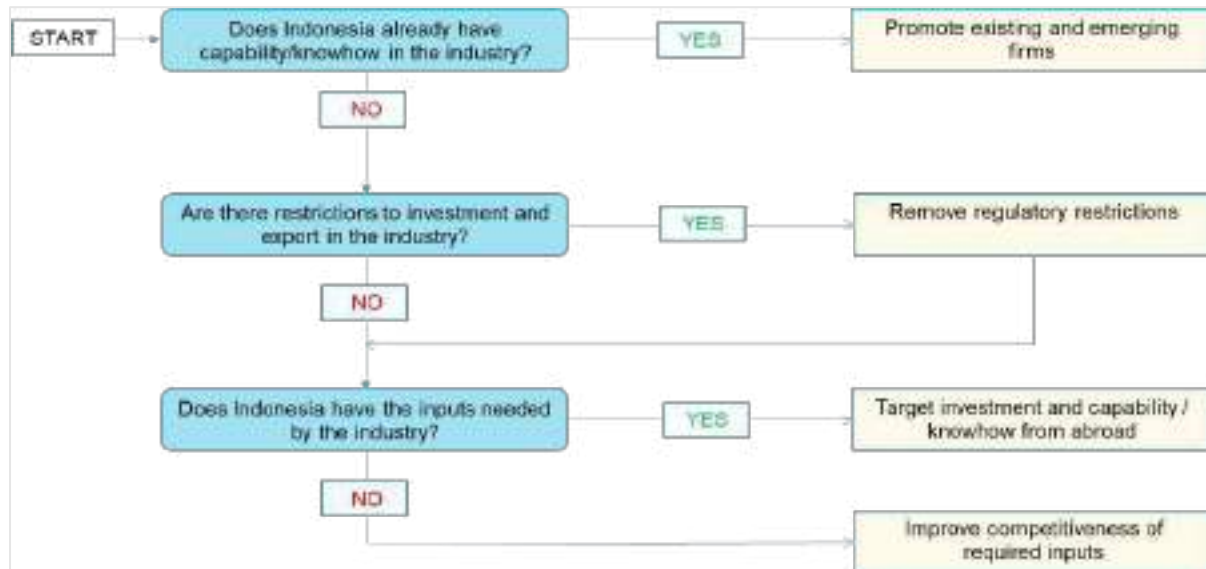 START
Does Indonesia already have
capability/knowhow in the industry?
YES
Promote existing and emerging
firms
NO
Are there restrictions to investment and
export in the industry?
YES
Remove regulatory restrictions
NO
Does Indonesia have the inputs needed
by the industry?
YES
Target investment and capability /
knowhow from abroad
NO
Improve competitiveness of
required inputs